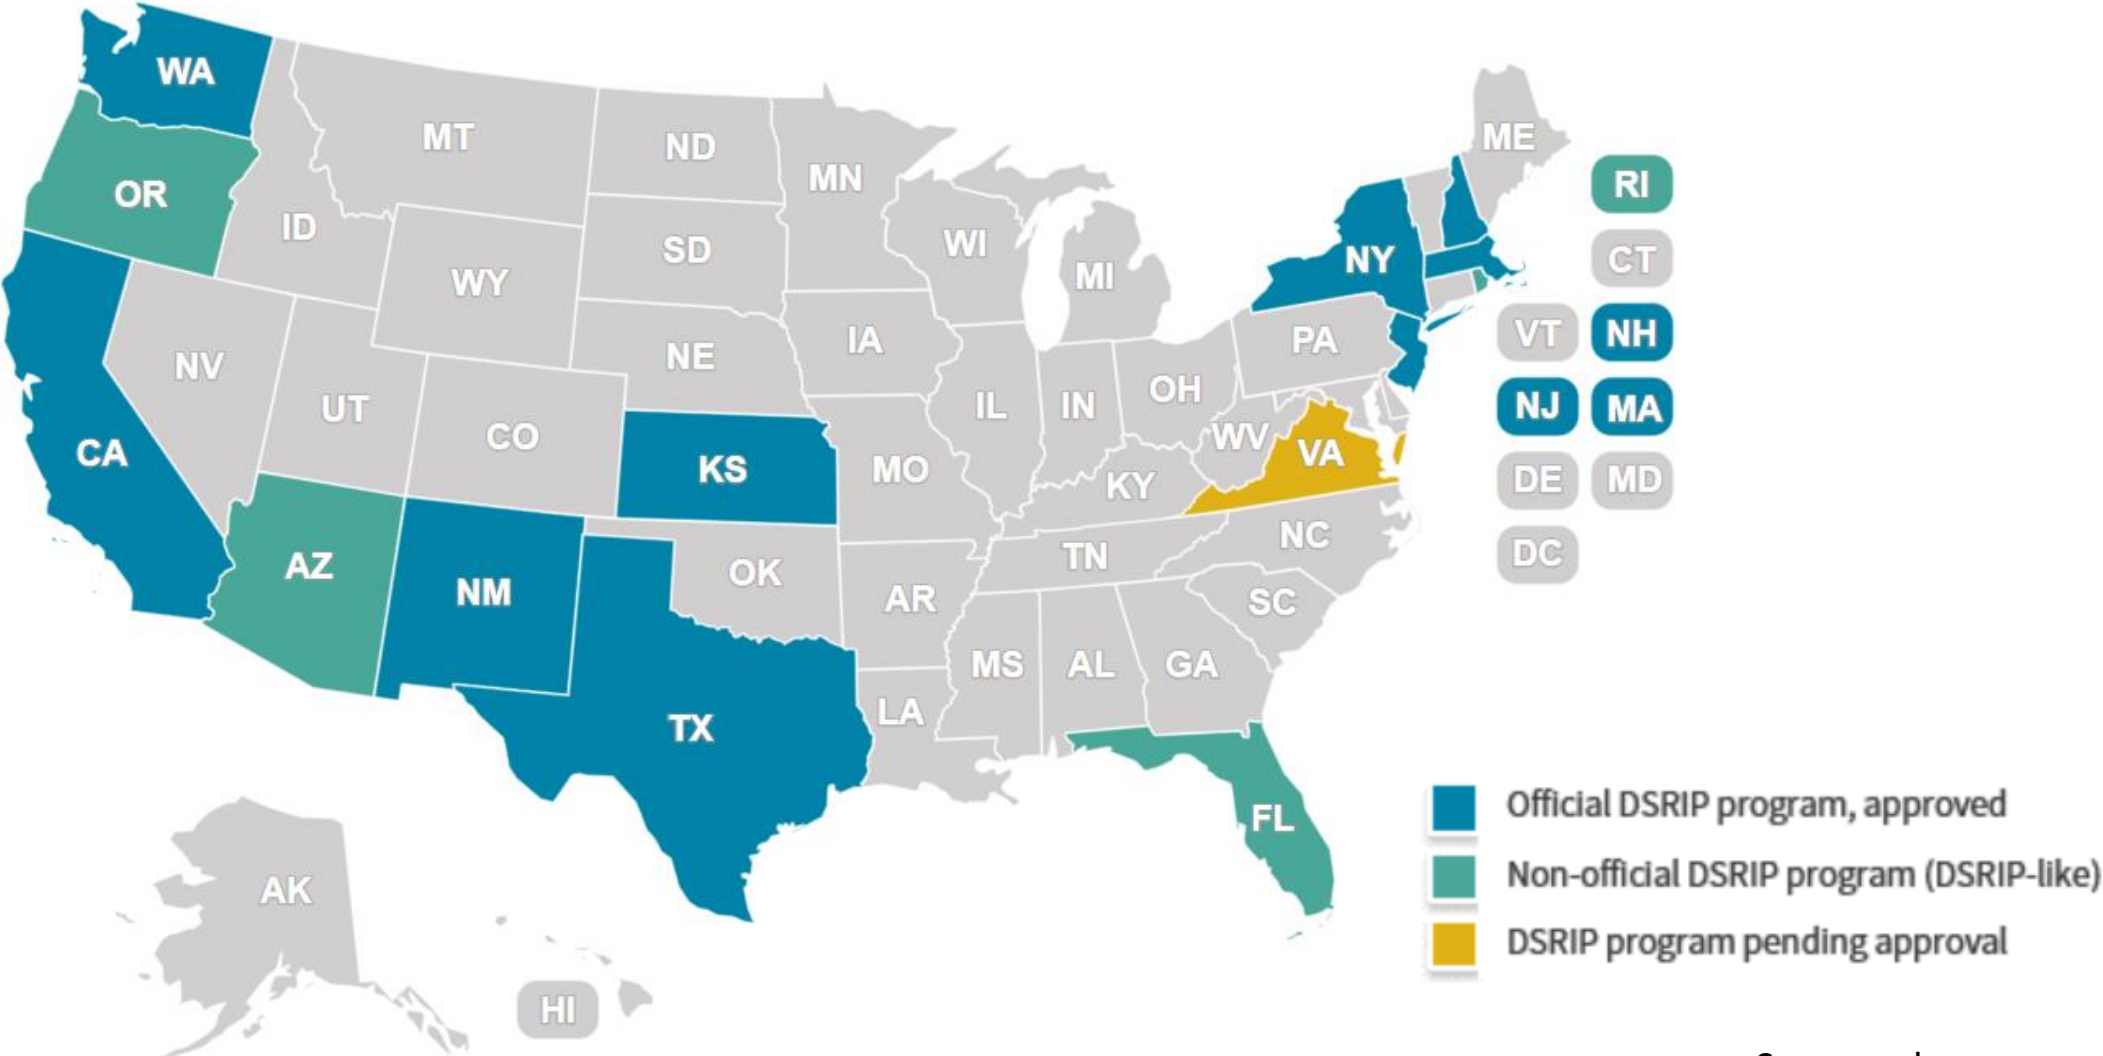 WA
MT
ND
MN
ME
OR
ID
SD
WI
MI
NY
RI
WY
CT
NV
UT
CO
NE
IA
IL
IN
OH
PA
VT
NH
CA
KS
MO
KY
WV
VA
NJ
MA
DE
MD
AZ
NM
OK
AR
TN
NC
DC
SC
TX
LA
MS
AL
GA
FL
AK
HI
Official DSRIP program, approved
Non-official DSRIP program (DSRIP-like)
DSRIP program pending approval